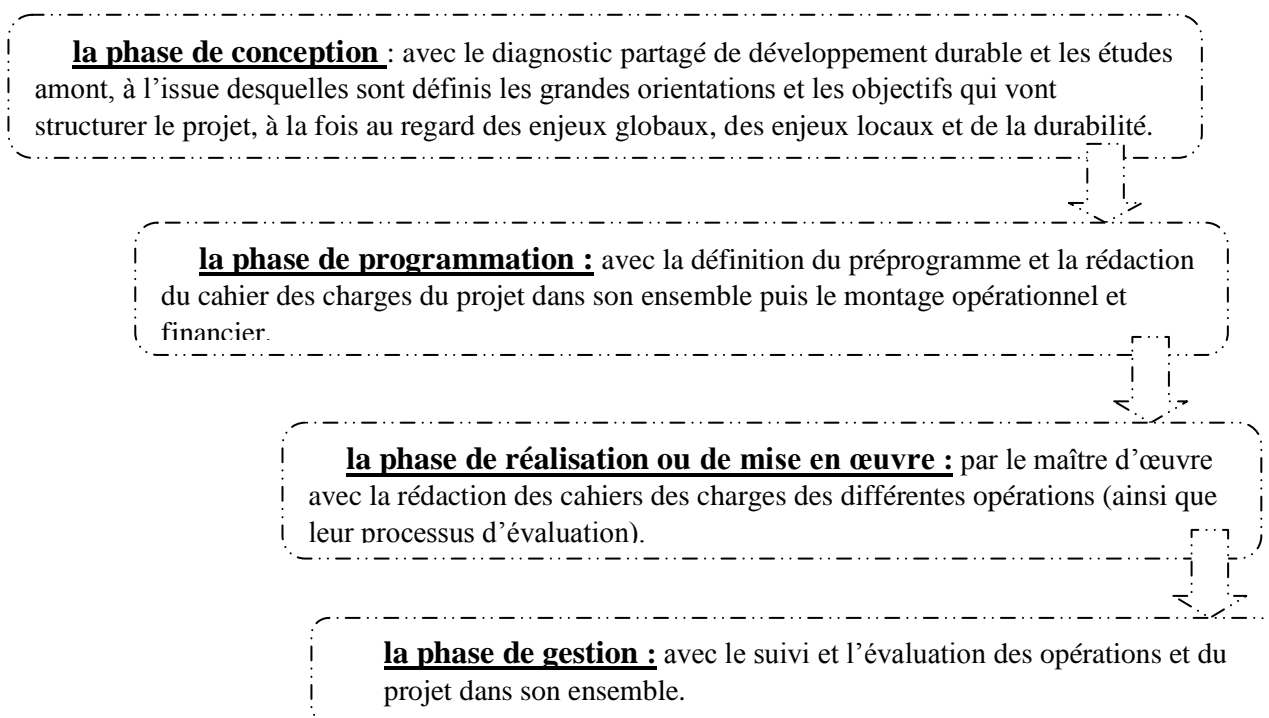 la phase de conception : avec le diagnostic partagé de développement durable et les études
amont, à l’issue desquelles sont définis les grandes orientations et les objectifs qui vont
structurer le projet, à la fois au regard des enjeux globaux, des enjeux locaux et de la durabilité.
la phase de programmation : avec la définition du préprogramme et la rédaction
du cahier des charges du projet dans son ensemble puis le montage opérationnel et
financier.
la phase de réalisation ou de mise en œuvre : par le maître d’œuvre
avec la rédaction des cahiers des charges des différentes opérations (ainsi que
leur processus d’évaluation).
la phase de gestion : avec le suivi et l’évaluation des opérations et du
projet dans son ensemble.